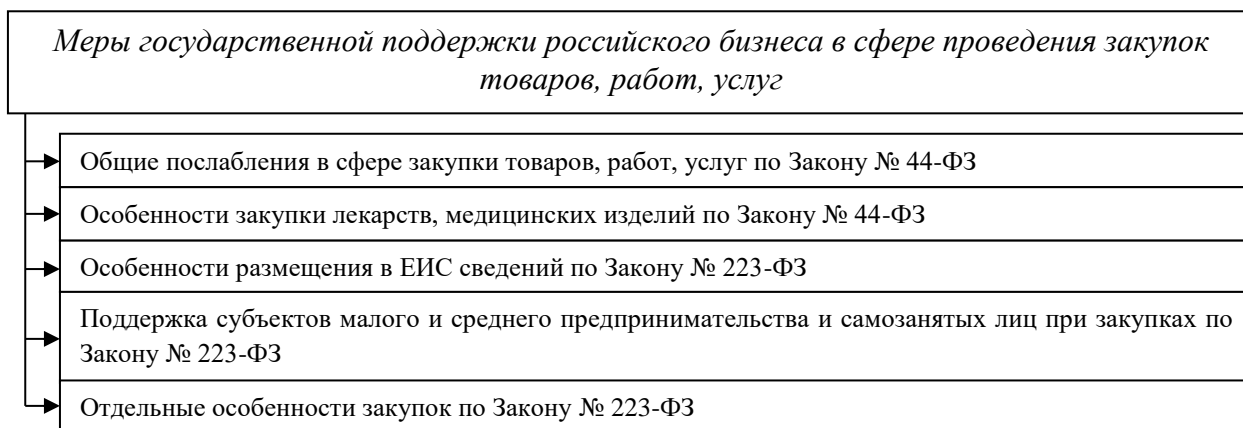 Меры государственной поддержки российского бизнеса в сфере проведения закупок
товаров, работ, услуг
Общие послабления в сфере закупки товаров, работ, услуг по Закону № 44-ФЗ
Особенности закупки лекарств, медицинских изделий по Закону № 44-ФЗ
Особенности размещения в ЕИС сведений по Закону № 223-ФЗ
Поддержка субъектов малого и среднего предпринимательства и самозанятых лиц при закупках по
Закону № 223-ФЗ
Отдельные особенности закупок по Закону № 223-ФЗ